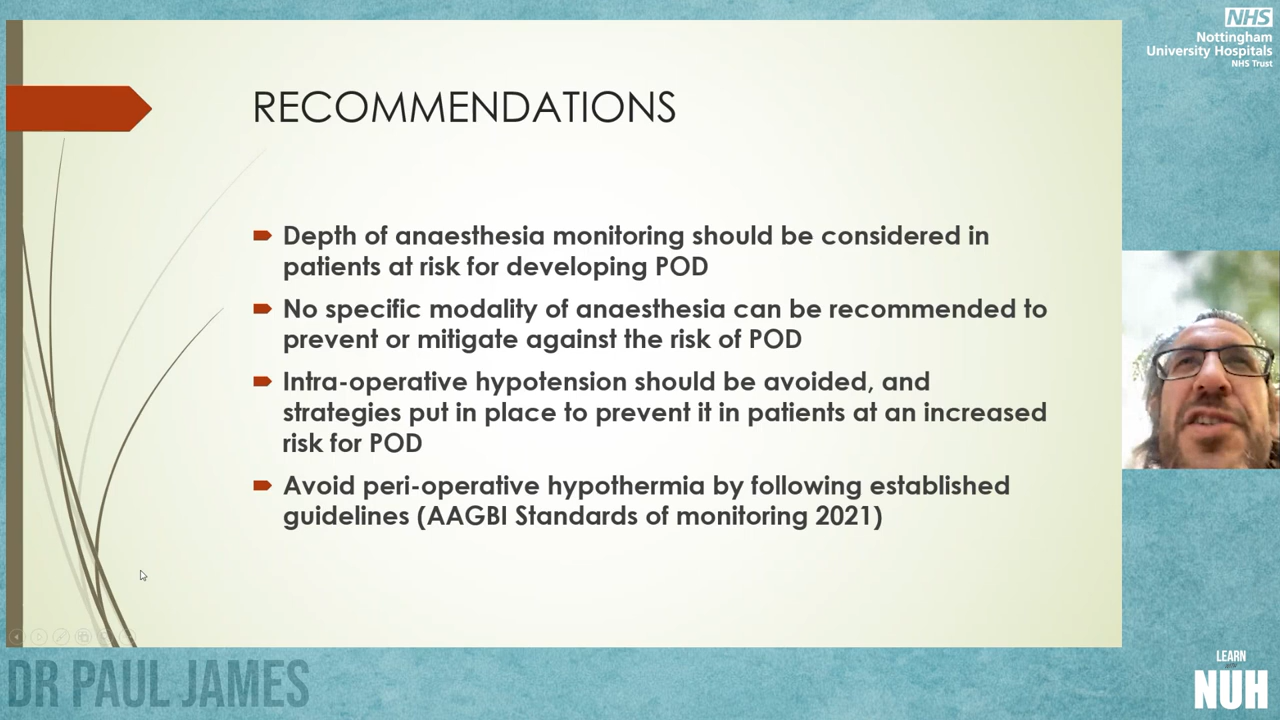 NHS
Nottingham
University Hospitals
NHS Trust
RECOMMENDATIONS
Depth of anaesthesia monitoring should be considered in
patients at risk for developing POD
No specific modality of anaesthesia can be recommended to
prevent or mitigate against the risk of POD
Intra-operative hypotension should be avoided, and
strategies put in place to prevent it in patients at an increased
risk for POD
Avoid peri-operative hypothermia by following established
guidelines (AAGBI Standards of monitoring 2021)
DR PAUL JAMES
LEARN
NUH